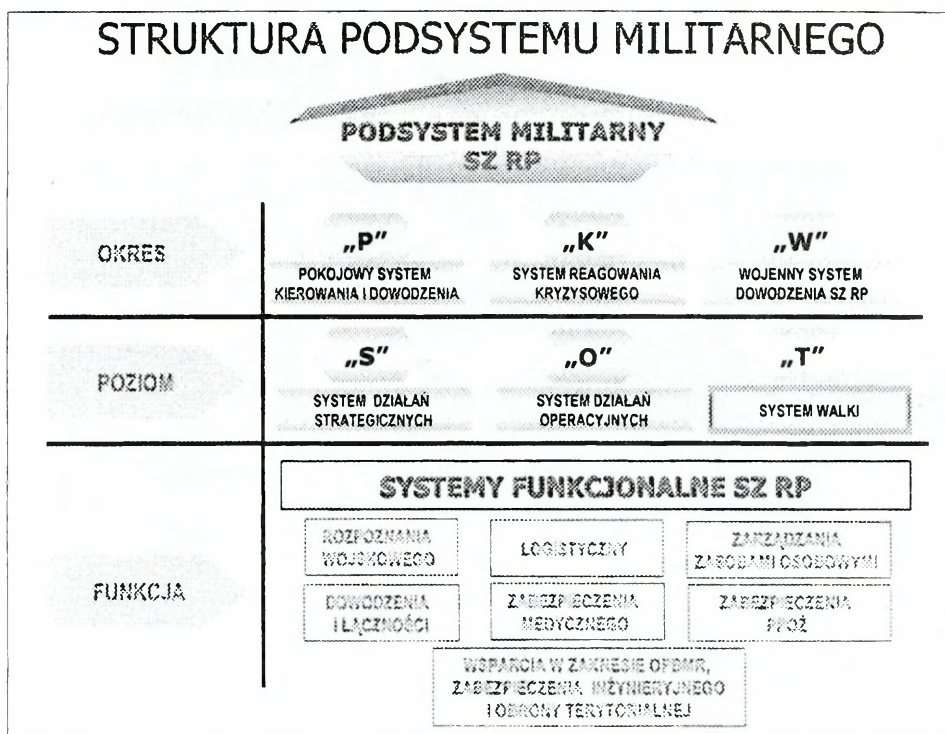 STRUKTURA PODSYSTEMU MILITARNEGO
PODSYSTEM MILITARNY
SZ RP
OKRES
„P”
POKOJOWY SYSTEM
KIEROWANIA I DOWODZENIA
„K”
SYSTEM REAGOWANIA
KRYZYSOWEGO
„W”
WOJENNY SYSTEM
DOWODZENIA SZ RP
POZIOM
„S”
SYSTEM DZIAŁAŃ
STRATEGICZNYCH
„O”
SYSTEM DZIAŁAŃ
OPERACYJNYCH
„T”
SYSTEM WALKI
FUNKCJA
SYSTEMY FUNKCJONALNE SZ RP
ROZPOZNANIA
WOJSKOWEGO
LOGISTYCZNY
ZARZĄDZANIA
ZASOBAMI OSOBOWYMI
DOWODZENIA
I ŁĄCZNOŚCI
ZABEZPIECZENIA
MEDYCZNEGO
ZABEZPIECZENIA
PPOŻ
WSPARCIA W ZAKRESIE OPBMR,
ZABEZPIECZENIA INŻYNIERYJNEGO
I OBRONY TERYTORIALNEJ